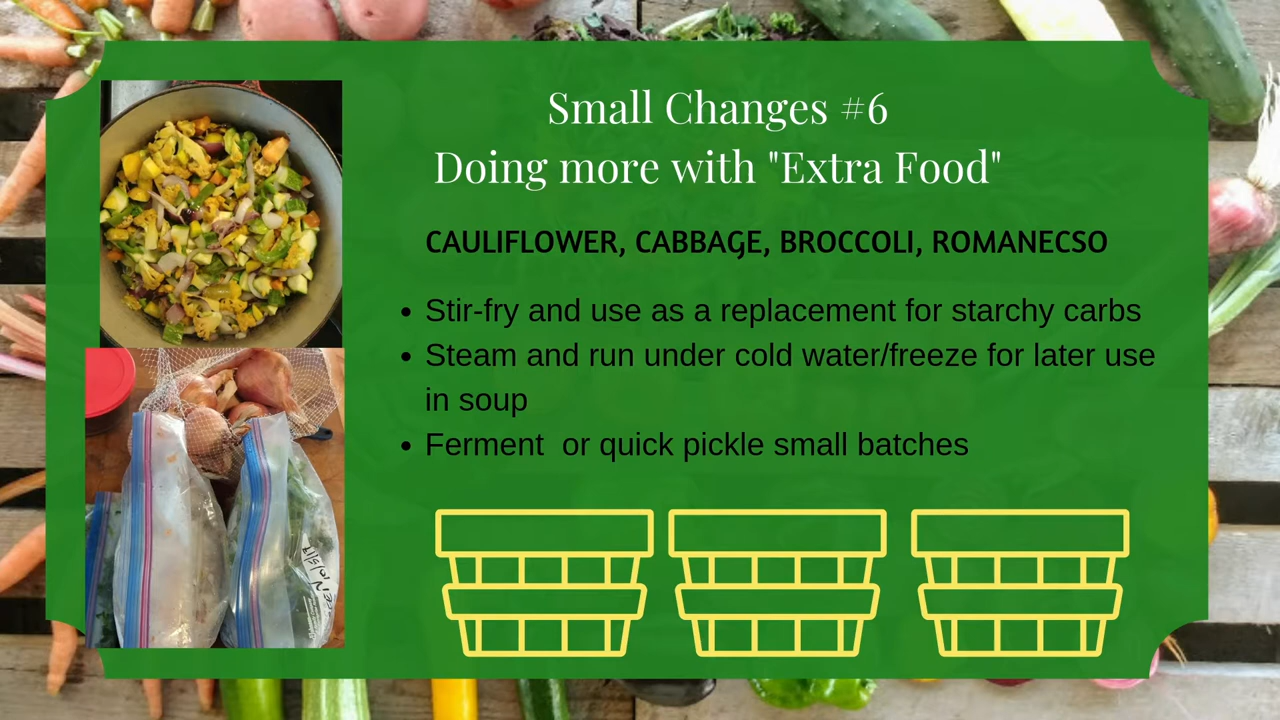 Small Changes #6
Doing more with "Extra Food"
CAULIFLOWER, CABBAGE, BROCCOLI, ROMANECSO
• Stir-fry and use as a replacement for starchy carbs
• Steam and run under cold water/freeze for later use
in soup
• Ferment  or quick pickle small batches